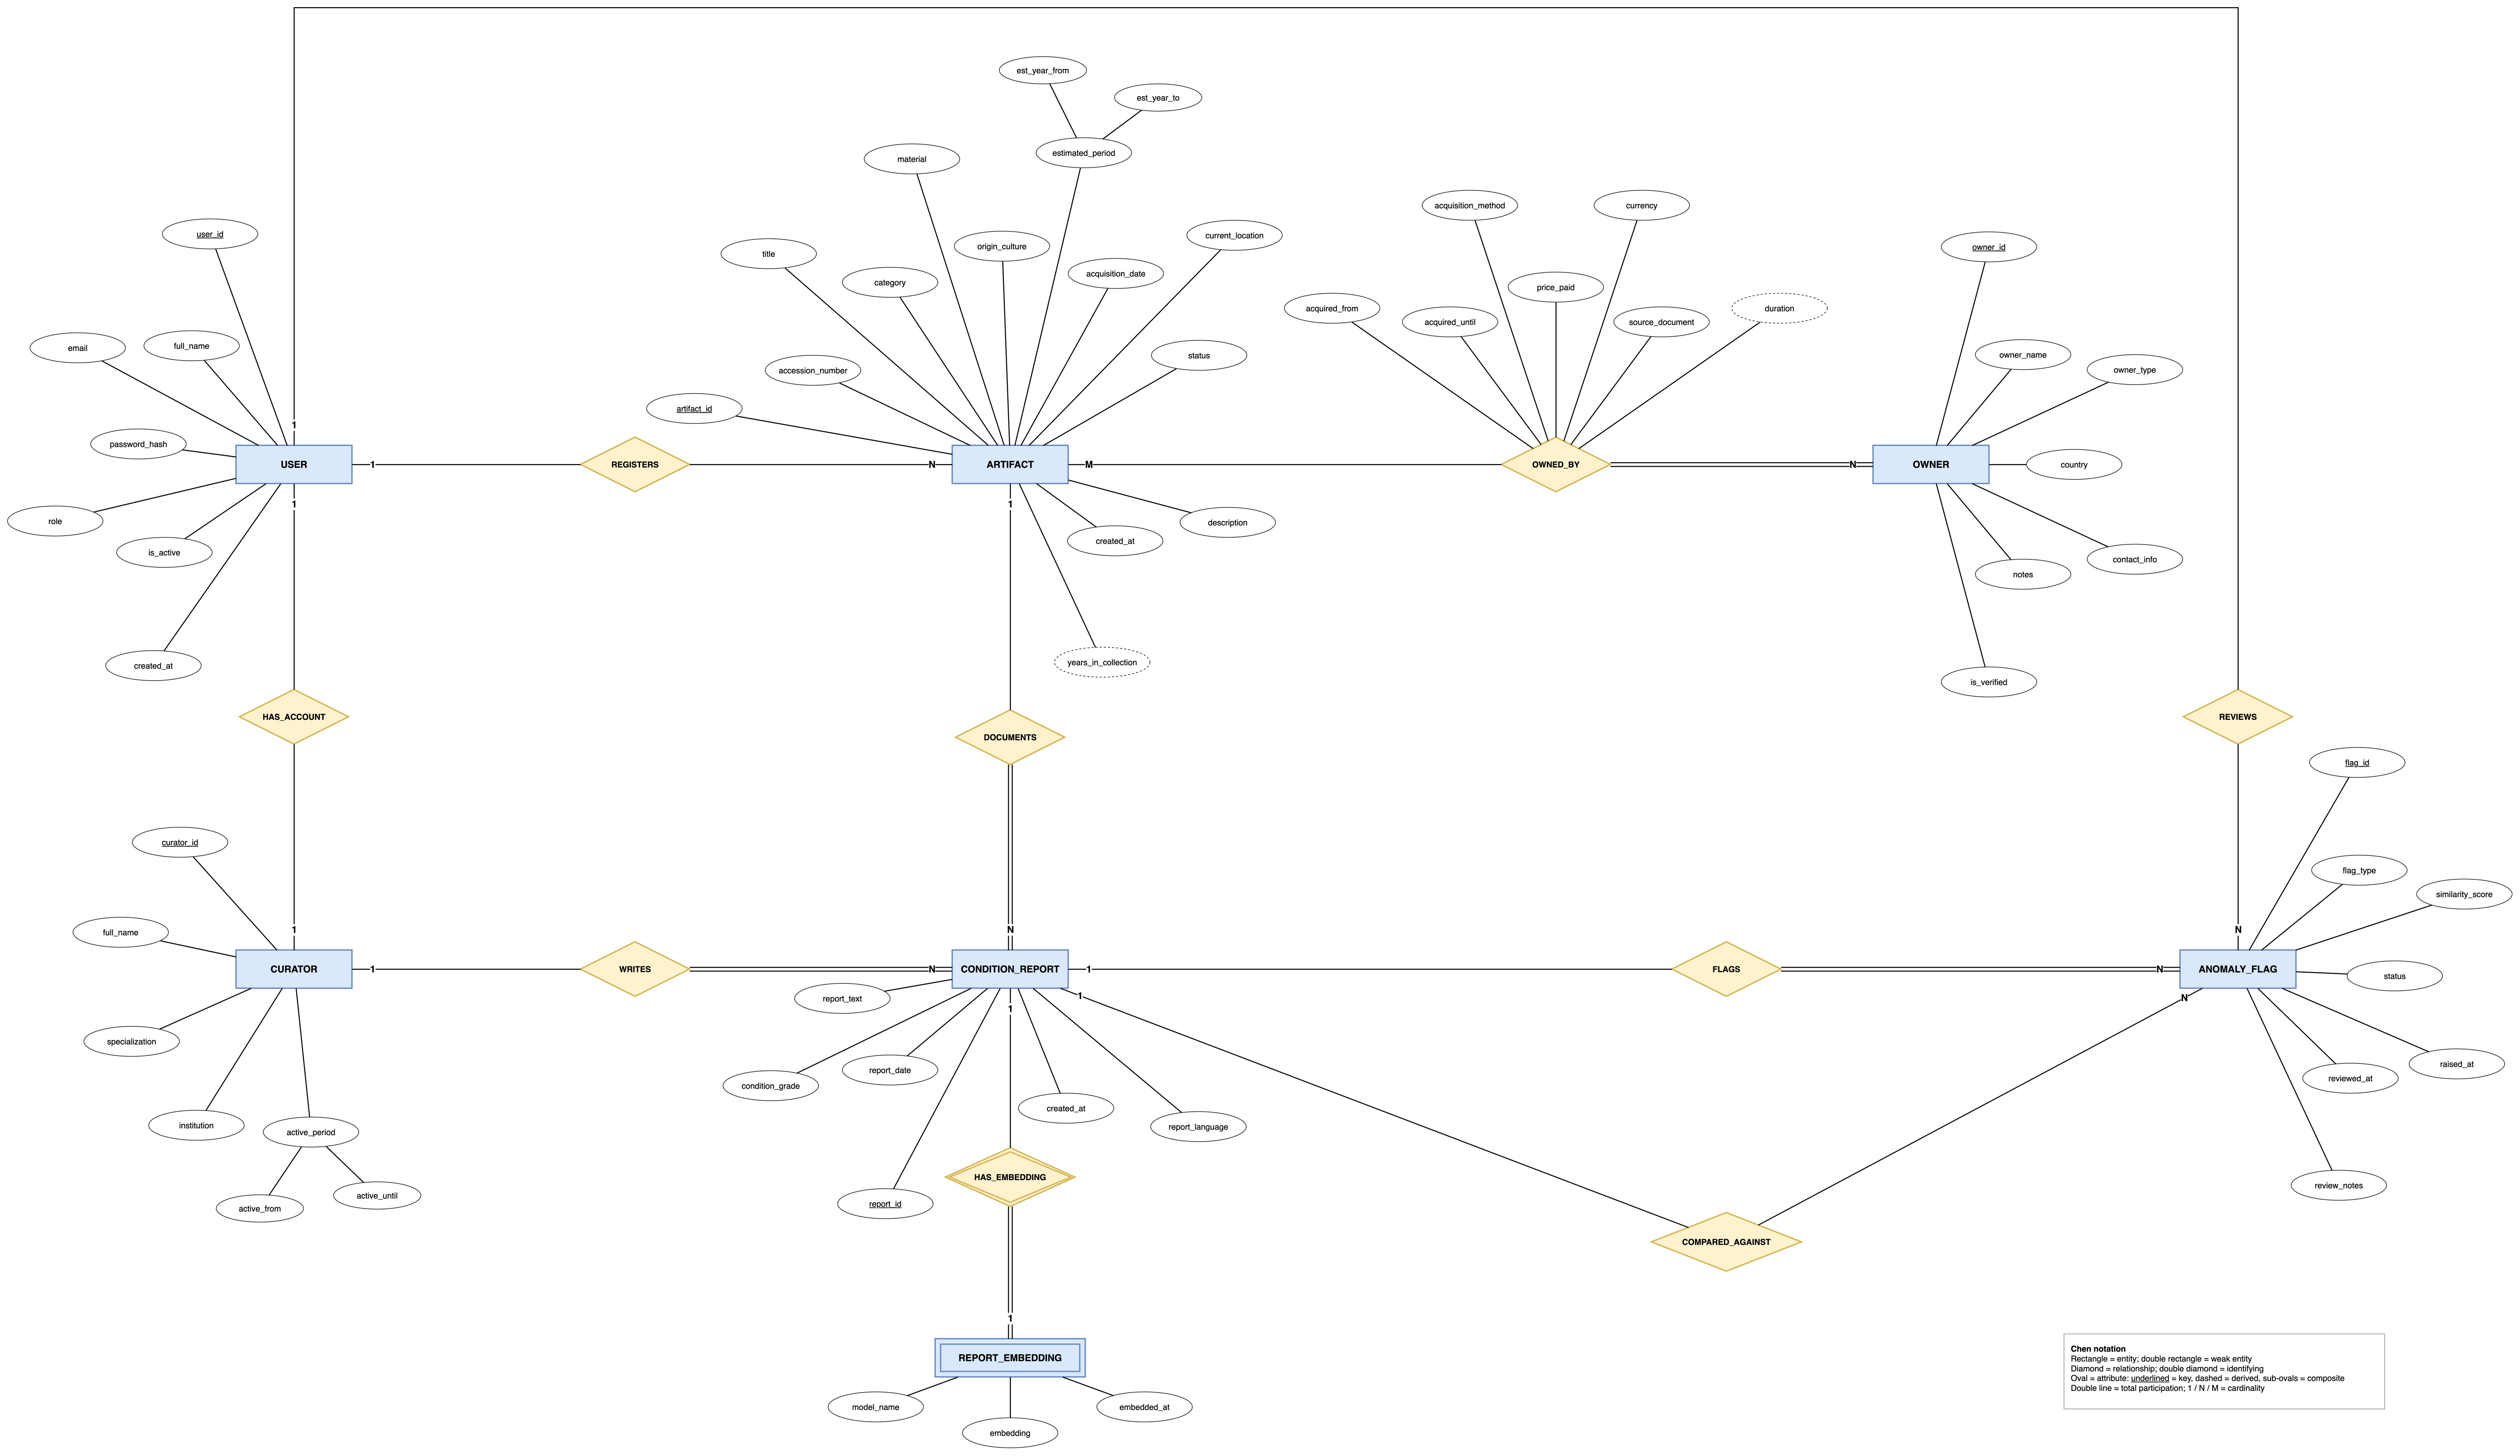 est_year_from
est_year_to
estimated_period
material
acquisition_method
currency
user_id
current_location
origin_culture
owner_id
title
acquisition_date
category
price_paid
acquired_from
duration
acquired_until
source_document
full_name
email
owner_name
status
accession_number
owner_type
artifact_id
1
password_hash
USER
1
REGISTERS
N
ARTIFACT
M
OWNED_BY
N
OWNER
country
1
1
role
description
created_at
is_active
contact_info
notes
created_at
years_in_collection
is_verified
HAS_ACCOUNT
DOCUMENTS
REVIEWS
flag_id
curator_id
flag_type
similarity_score
full_name
1
N
N
CURATOR
1
WRITES
N
CONDITION_REPORT
1
FLAGS
N
ANOMALY_FLAG
status
report_text
1
N
1
specialization
report_date
raised_at
reviewed_at
condition_grade
created_at
institution
report_language
active_period
HAS_EMBEDDING
review_notes
active_until
report_id
active_from
COMPARED_AGAINST
1
REPORT_EMBEDDING
model_name
embedded_at
embedding
Chen notation
Rectangle = entity; double rectangle = weak entity
Diamond = relationship; double diamond = identifying
Oval = attribute: underlined = key, dashed = derived, sub-ovals = composite
Double line = total participation; 1 / N / M = cardinality